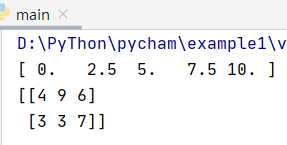 main
D:\PyThon\pycham\example1\v
[ 0.   2.5  5.   7.5 10. ]
[[4 9 6]
 [3 3 7]]